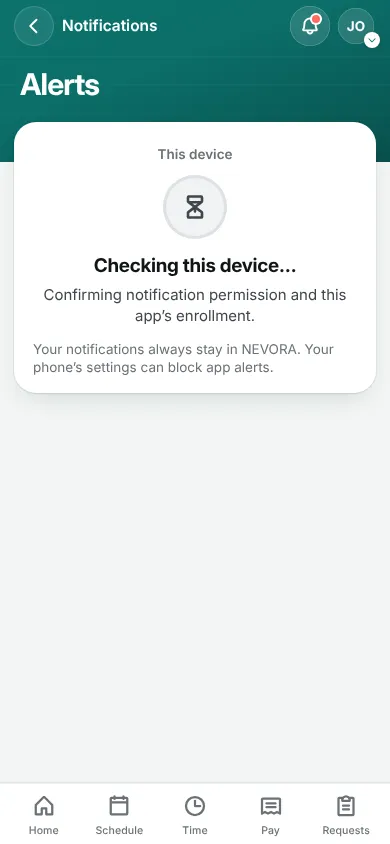 Notifications
JO
Alerts
This device
Checking this device...
Confirming notification permission and this
app's enrollment.
Your notifications always stay in NEVORA. Your
phone's settings can block app alerts.
Home
Schedule
Time
Pay
Requests